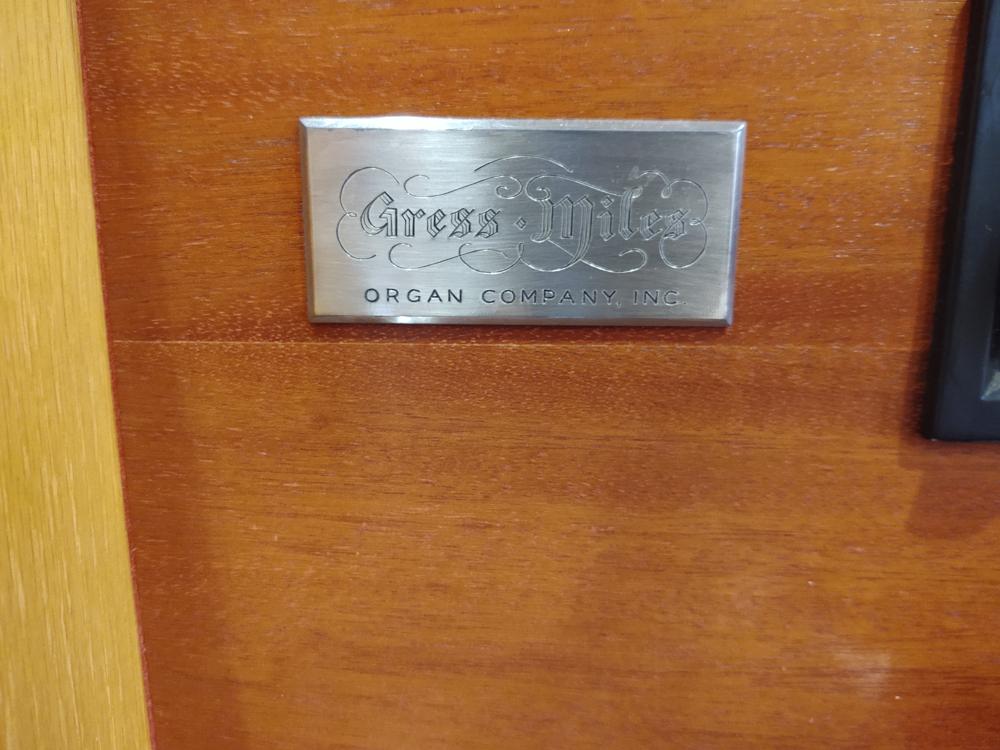 Gress · Miles
ORGAN COMPANY, INC.